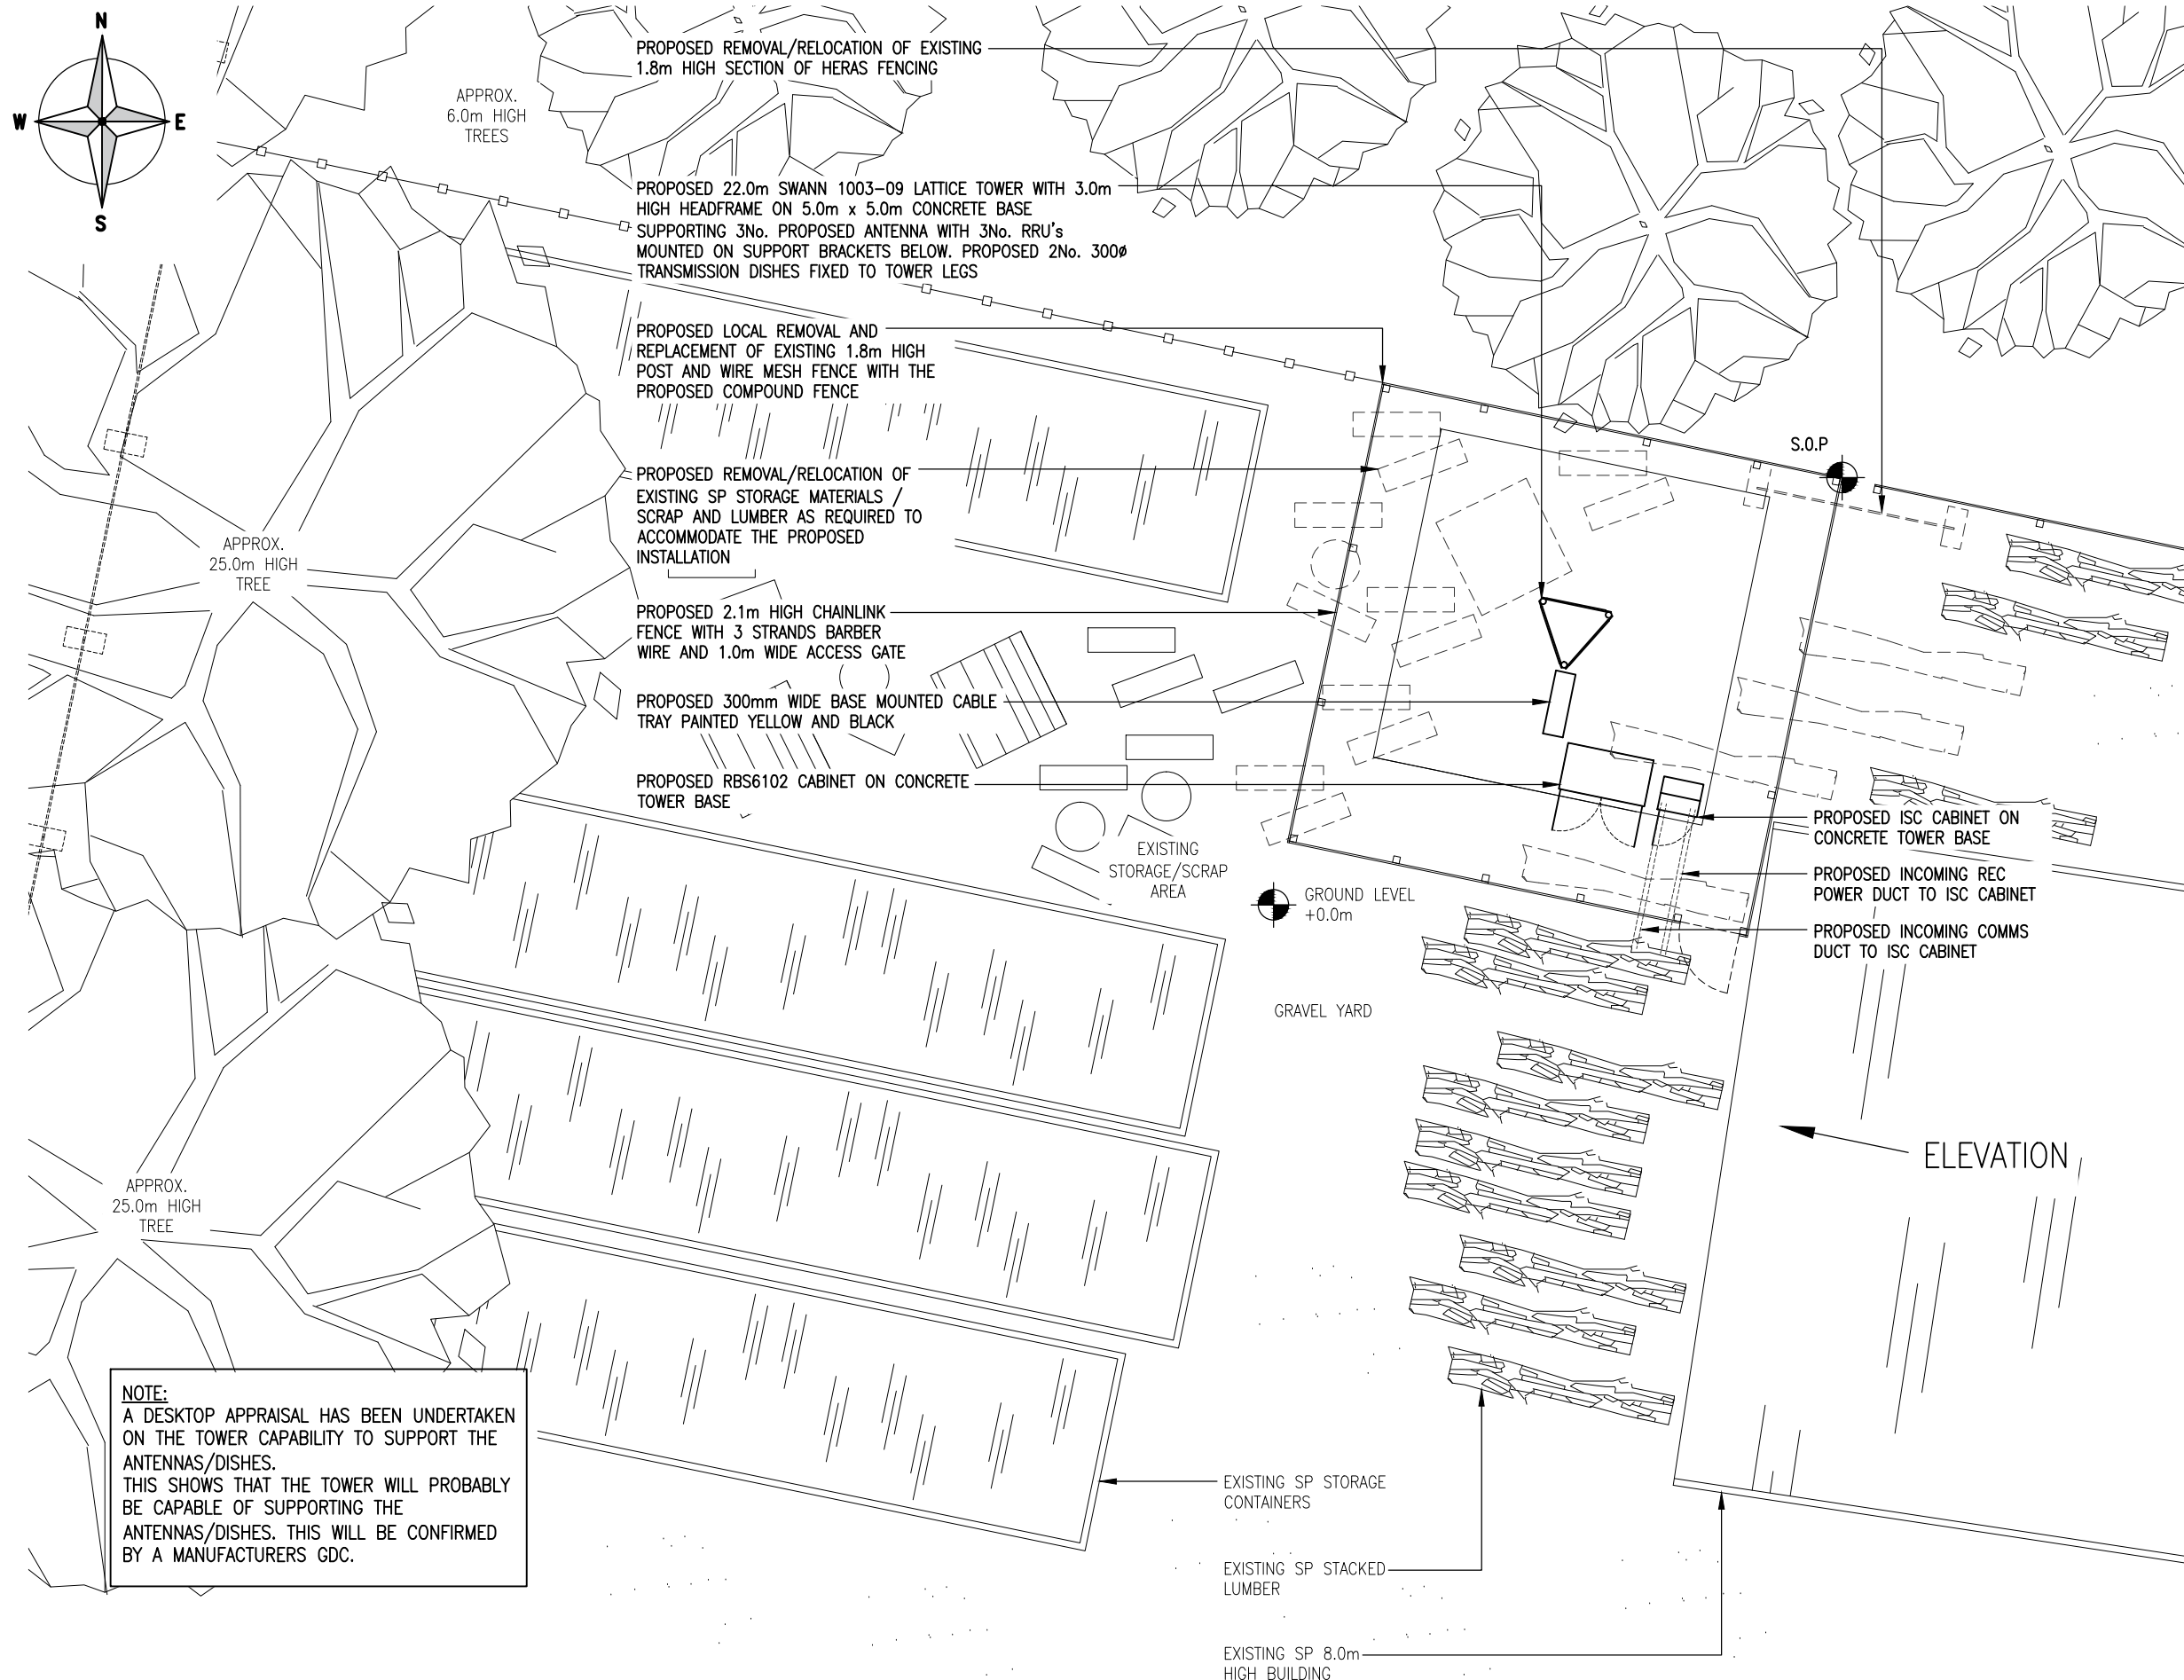 N
W
E
S
PROPOSED REMOVAL/RELOCATION OF EXISTING
1.8m HIGH SECTION OF HERAS FENCING
APPROX.
6.0m HIGH
TREES
PROPOSED 22.0m SWANN 1003-09 LATTICE TOWER WITH 3.0m
HIGH HEADFRAME ON 5.0m x 5.0m CONCRETE BASE
SUPPORTING 3No. PROPOSED ANTENNA WITH 3No. RRU's
MOUNTED ON SUPPORT BRACKETS BELOW. PROPOSED 2No. 300ø
TRANSMISSION DISHES FIXED TO TOWER LEGS
PROPOSED LOCAL REMOVAL AND
REPLACEMENT OF EXISTING 1.8m HIGH
POST AND WIRE MESH FENCE WITH THE
PROPOSED COMPOUND FENCE
S.O.P
PROPOSED REMOVAL/RELOCATION OF
EXISTING SP STORAGE MATERIALS /
SCRAP AND LUMBER AS REQUIRED TO
ACCOMMODATE THE PROPOSED
INSTALLATION
APPROX.
25.0m HIGH
TREE
PROPOSED 2.1m HIGH CHAINLINK
FENCE WITH 3 STRANDS BARBER
WIRE AND 1.0m WIDE ACCESS GATE
PROPOSED 300mm WIDE BASE MOUNTED CABLE
TRAY PAINTED YELLOW AND BLACK
PROPOSED RBS6102 CABINET ON CONCRETE
TOWER BASE
PROPOSED ISC CABINET ON
CONCRETE TOWER BASE
EXISTING
STORAGE/SCRAP
AREA
PROPOSED INCOMING REC
POWER DUCT TO ISC CABINET
GROUND LEVEL
+0.0m
PROPOSED INCOMING COMMS
DUCT TO ISC CABINET
GRAVEL YARD
ELEVATION
APPROX.
25.0m HIGH
TREE
NOTE:
A DESKTOP APPRAISAL HAS BEEN UNDERTAKEN
ON THE TOWER CAPABILITY TO SUPPORT THE
ANTENNAS/DISHES.
THIS SHOWS THAT THE TOWER WILL PROBABLY
BE CAPABLE OF SUPPORTING THE
ANTENNAS/DISHES. THIS WILL BE CONFIRMED
BY A MANUFACTURERS GDC.
EXISTING SP STORAGE
CONTAINERS
EXISTING SP STACKED
LUMBER
EXISTING SP 8.0m
HIGH BUILDING